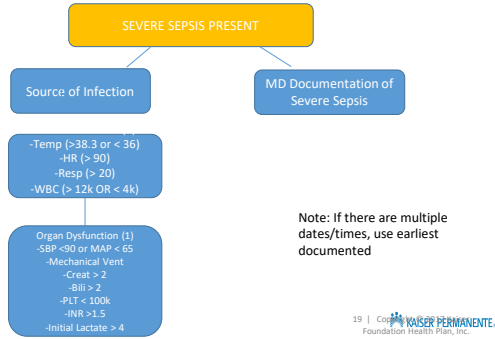 SEVERE SEPSIS PRESENT
Source of Infection
MD Documentation of
Severe Sepsis
-Temp (>38.3 or < 36)
-HR (> 90)
-Resp (> 20)
-WBC (> 12k OR < 4k)
Organ Dysfunction (1)
-SBP <90 or MAP < 65
-Mechanical Vent
-Creat > 2
-Bili > 2
-PLT < 100k
-INR >1.5
-Initial Lactate > 4
Note: If there are multiple
dates/times, use earliest
documented
19 | Copyright © 2017 Kaiser
KAISER PERMANENTE.
Foundation Health Plan, Inc.